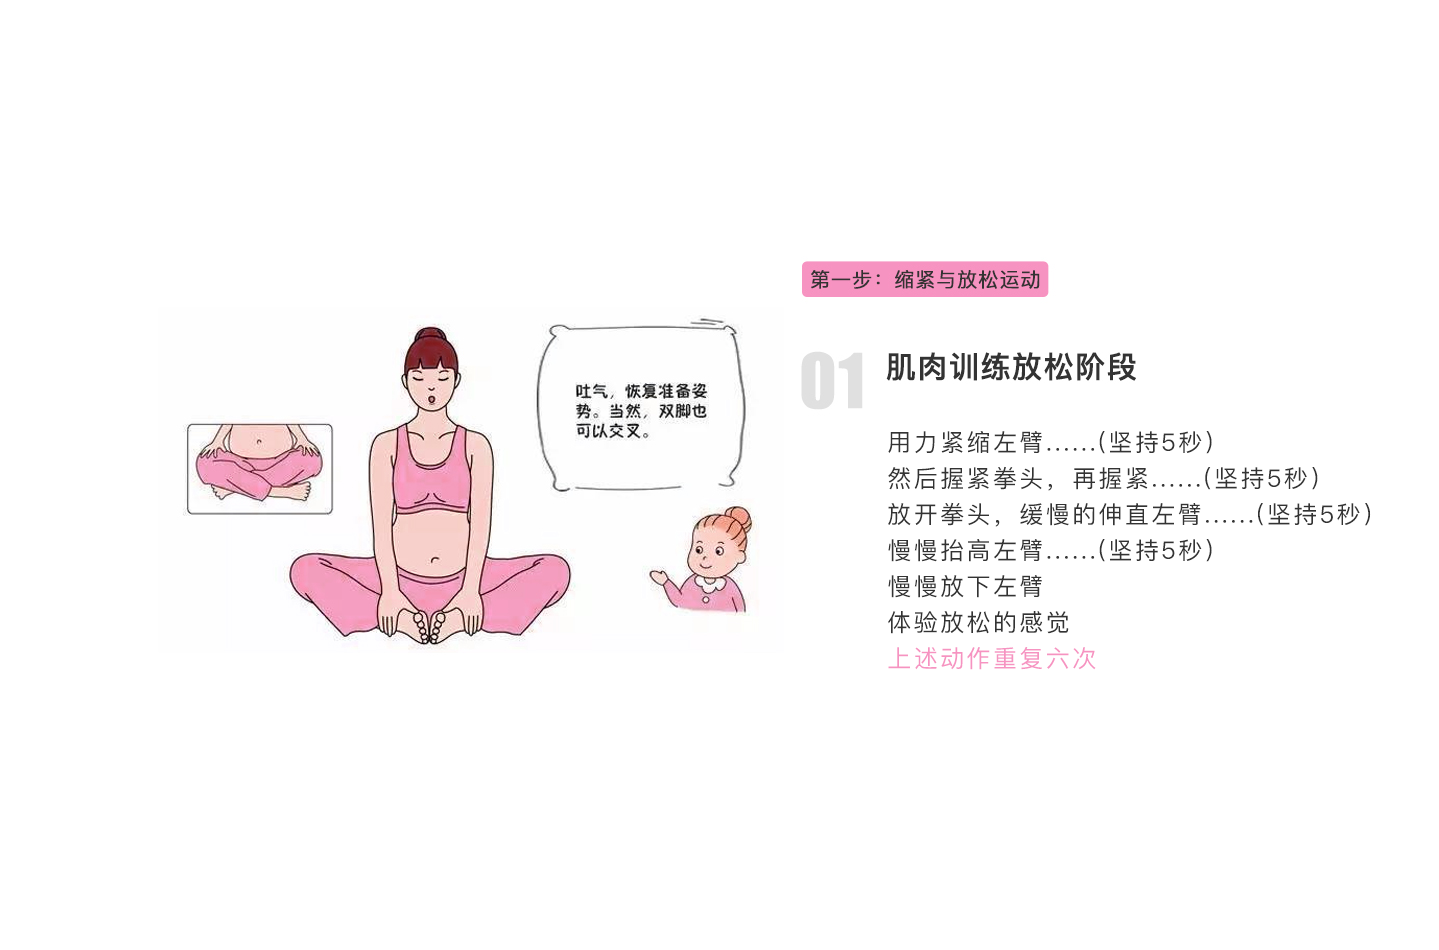 吐气，恢复准备姿
势。当然，双脚也
可以交叉。
第一步：缩紧与放松运动
01
肌肉训练放松阶段
用力紧缩左臂......(坚持5秒)
然后握紧拳头，再握紧......(坚持5秒)
放开拳头，缓慢的伸直左臂......(坚持5秒)
慢慢抬高左臂......(坚持5秒)
慢慢放下左臂
体验放松的感觉
上述动作重复六次